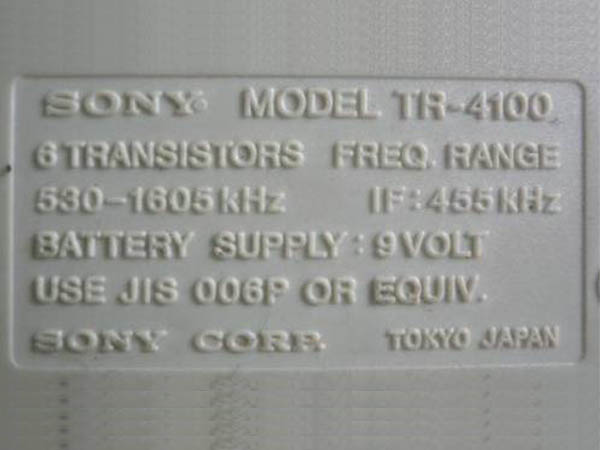 SONY® MODEL TR-4100
6 TRANSISTORS FREQ. RANGE
530-1605 kHz IF: 455 kHz
BATTERY SUPPLY: 9 VOLT
USE JIS 006P OR EQUIV.
SONY CORP. TOKYO JAPAN